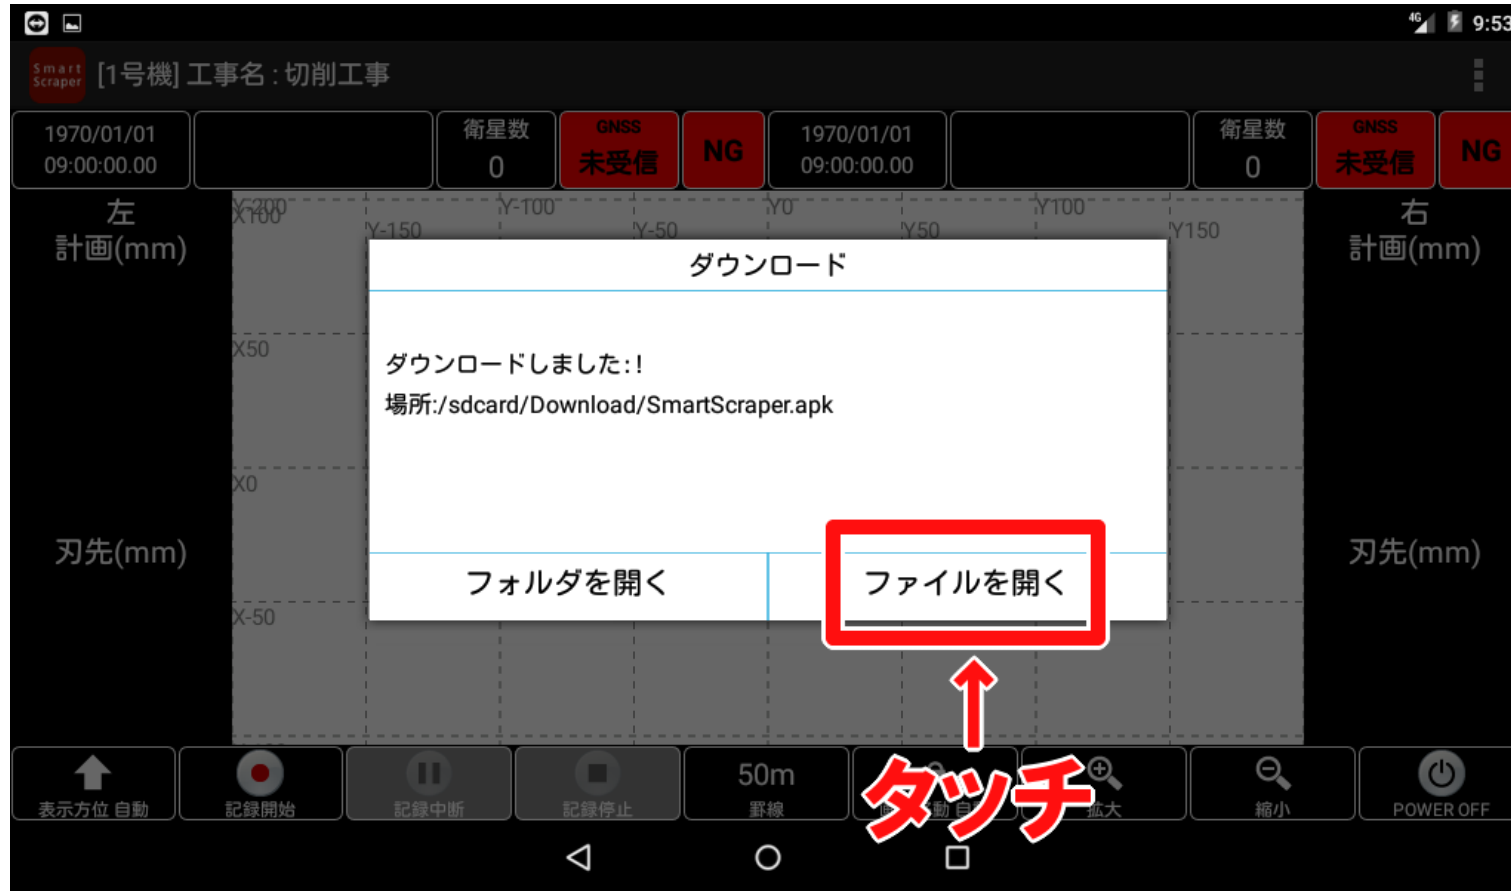 4G 9:53
Smart
Scraper
[1号機] 工事名 : 切削工事
1970/01/01
09:00:00.00
衛星数
0
GNSS
未受信
NG
1970/01/01
09:00:00.00
衛星数
0
GNSS
未受信
NG
左
計画(mm)
刃先(mm)
Y-200
X100
Y-150
Y-100
Y-50
Y0
Y50
Y100
Y150
X50
X0
X-50
右
計画(mm)
刃先(mm)
ダウンロード
ダウンロードしました:!
場所:/sdcard/Download/SmartScraper.apk
フォルダを開く
ファイルを開く
タッチ
表示方位 自動
記録開始
記録中断
記録停止
50m
罫線
拡大
縮小
POWER OFF